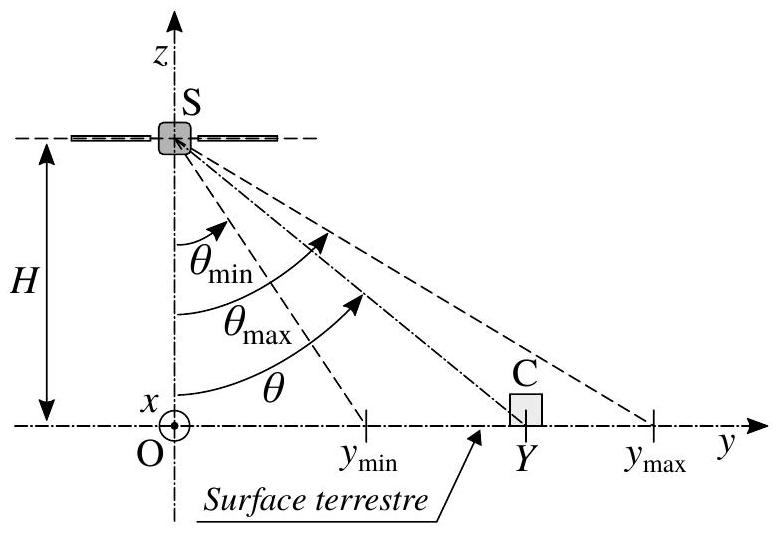 z
S
H
θmin
θmax
θ
x
C
O
ymin
Y
ymax
y
Surface terrestre